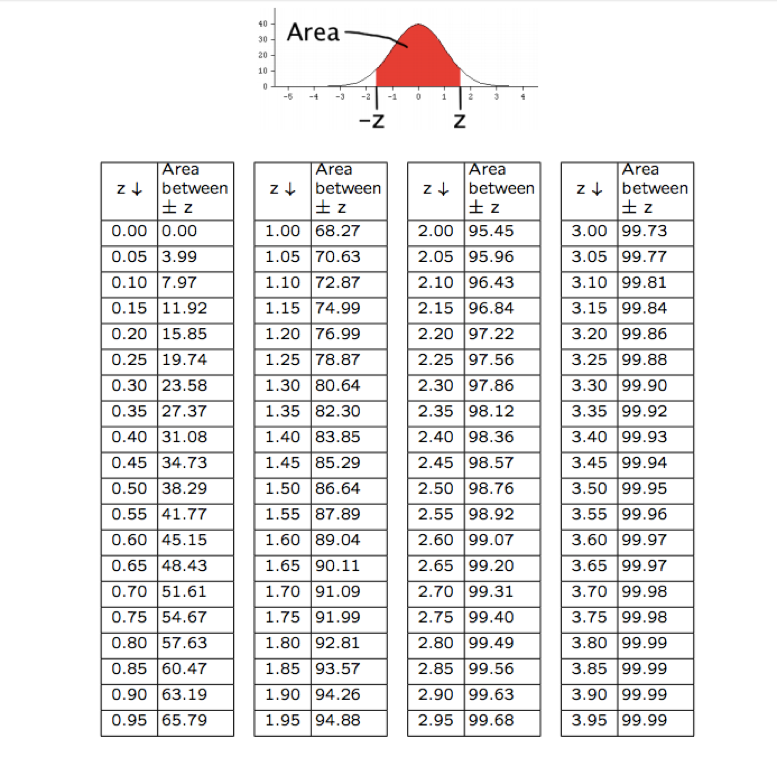 40
30
20
10
0
Area
-5 -4 -3 -2 -1 0 1 2 3 4
-z z
z ↓ Area between ± z z ↓ Area between ± z z ↓ Area between ± z z ↓ Area between ± z
0.00 0.00 1.00 68.27 2.00 95.45 3.00 99.73
0.05 3.99 1.05 70.63 2.05 95.96 3.05 99.77
0.10 7.97 1.10 72.87 2.10 96.43 3.10 99.81
0.15 11.92 1.15 74.99 2.15 96.84 3.15 99.84
0.20 15.85 1.20 76.99 2.20 97.22 3.20 99.86
0.25 19.74 1.25 78.87 2.25 97.56 3.25 99.88
0.30 23.58 1.30 80.64 2.30 97.86 3.30 99.90
0.35 27.37 1.35 82.30 2.35 98.12 3.35 99.92
0.40 31.08 1.40 83.85 2.40 98.36 3.40 99.93
0.45 34.73 1.45 85.29 2.45 98.57 3.45 99.94
0.50 38.29 1.50 86.64 2.50 98.76 3.50 99.95
0.55 41.77 1.55 87.89 2.55 98.92 3.55 99.96
0.60 45.15 1.60 89.04 2.60 99.07 3.60 99.97
0.65 48.43 1.65 90.11 2.65 99.20 3.65 99.97
0.70 51.61 1.70 91.09 2.70 99.31 3.70 99.98
0.75 54.67 1.75 91.99 2.75 99.40 3.75 99.98
0.80 57.63 1.80 92.81 2.80 99.49 3.80 99.99
0.85 60.47 1.85 93.57 2.85 99.56 3.85 99.99
0.90 63.19 1.90 94.26 2.90 99.63 3.90 99.99
0.95 65.79 1.95 94.88 2.95 99.68 3.95 99.99